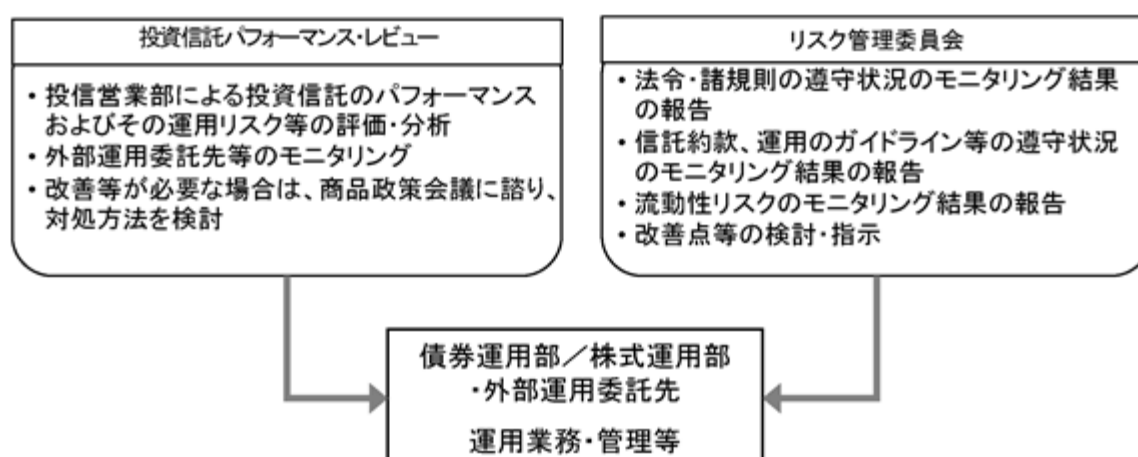 投資信託パフォーマンス・レビュー
・投信営業部による投資信託のパフォーマンス
およびその運用リスク等の評価・分析
・外部運用委託先等のモニタリング
・改善等が必要な場合は、商品政策会議に諮り、
対処方法を検討
リスク管理委員会
・法令・諸規則の遵守状況のモニタリング結果
の報告
・信託約款、運用のガイドライン等の遵守状況
のモニタリング結果の報告
・流動性リスクのモニタリング結果の報告
・改善点等の検討・指示
債券運用部／株式運用部
・外部運用委託先
運用業務・管理等